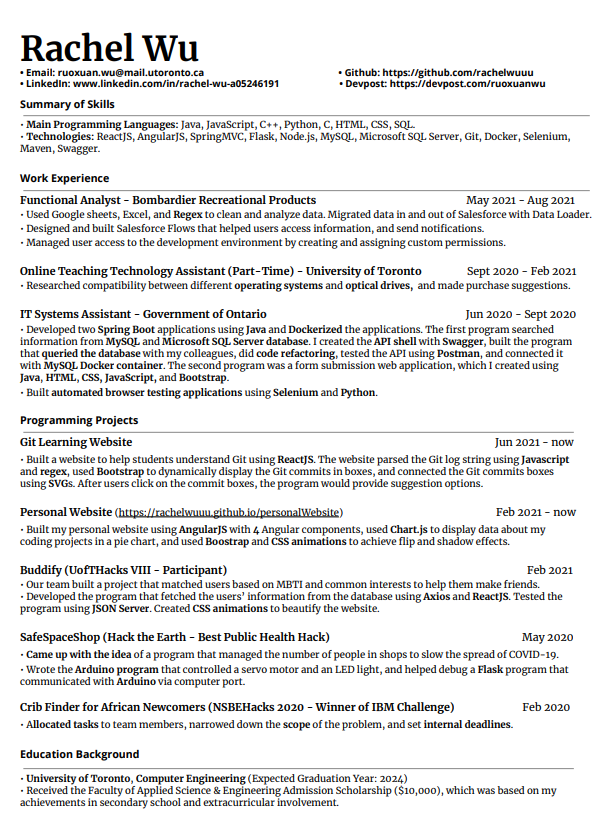 Rachel Wu
• Email: ruoxuan.wu@mail.utoronto.ca • Github: https://github.com/rachelwuuu
• LinkedIn: www.linkedin.com/in/rachel-wu-a05246191 • Devpost: https://devpost.com/ruoxuanwu
Summary of Skills
• Main Programming Languages: Java, JavaScript, C++, Python, C, HTML, CSS, SQL.
• Technologies: ReactJS, AngularJS, SpringMVC, Flask, Node.js, MySQL, Microsoft SQL Server, Git, Docker, Selenium,
Maven, Swagger.
Work Experience
Functional Analyst - Bombardier Recreational Products May 2021 - Aug 2021
• Used Google sheets, Excel, and Regex to clean and analyze data. Migrated data in and out of Salesforce with Data Loader.
• Designed and built Salesforce Flows that helped users access information, and send notifications.
• Managed user access to the development environment by creating and assigning custom permissions.
Online Teaching Technology Assistant (Part-Time) - University of Toronto Sept 2020 - Feb 2021
• Researched compatibility between different operating systems and optical drives, and made purchase suggestions.
IT Systems Assistant - Government of Ontario Jun 2020 - Sept 2020
• Developed two Spring Boot applications using Java and Dockerized the applications. The first program searched
information from MySQL and Microsoft SQL Server database. I created the API shell with Swagger, built the program
that queried the database with my colleagues, did code refactoring, tested the API using Postman, and connected it
with MySQL Docker container. The second program was a form submission web application, which I created using
Java, HTML, CSS, JavaScript, and Bootstrap.
• Built automated browser testing applications using Selenium and Python.
Programming Projects
Git Learning Website Jun 2021 - now
• Built a website to help students understand Git using ReactJS. The website parsed the Git log string using Javascript
and regex, used Bootstrap to dynamically display the Git commits in boxes, and connected the Git commits boxes
using SVGs. After users click on the commit boxes, the program would provide suggestion options.
Personal Website (https://rachelwuuu.github.io/personalWebsite) Feb 2021 - now
• Built my personal website using AngularJS with 4 Angular components, used Chart.js to display data about my
coding projects in a pie chart, and used Boostrap and CSS animations to achieve flip and shadow effects.
Buddify (UofTHacks VIII - Participant) Feb 2021
• Our team built a project that matched users based on MBTI and common interests to help them make friends.
• Developed the program that fetched the users' information from the database using Axios and ReactJS. Tested the
program using JSON Server. Created CSS animations to beautify the website.
SafeSpaceShop (Hack the Earth - Best Public Health Hack) May 2020
• Came up with the idea of a program that managed the number of people in shops to slow the spread of COVID-19.
• Wrote the Arduino program that controlled a servo motor and an LED light, and helped debug a Flask program that
communicated with Arduino via computer port.
Crib Finder for African Newcomers (NSBEHacks 2020 - Winner of IBM Challenge) Feb 2020
• Allocated tasks to team members, narrowed down the scope of the problem, and set internal deadlines.
Education Background
• University of Toronto, Computer Engineering (Expected Graduation Year: 2024)
• Received the Faculty of Applied Science & Engineering Admission Scholarship ($10,000), which was based on my
achievements in secondary school and extracurricular involvement.